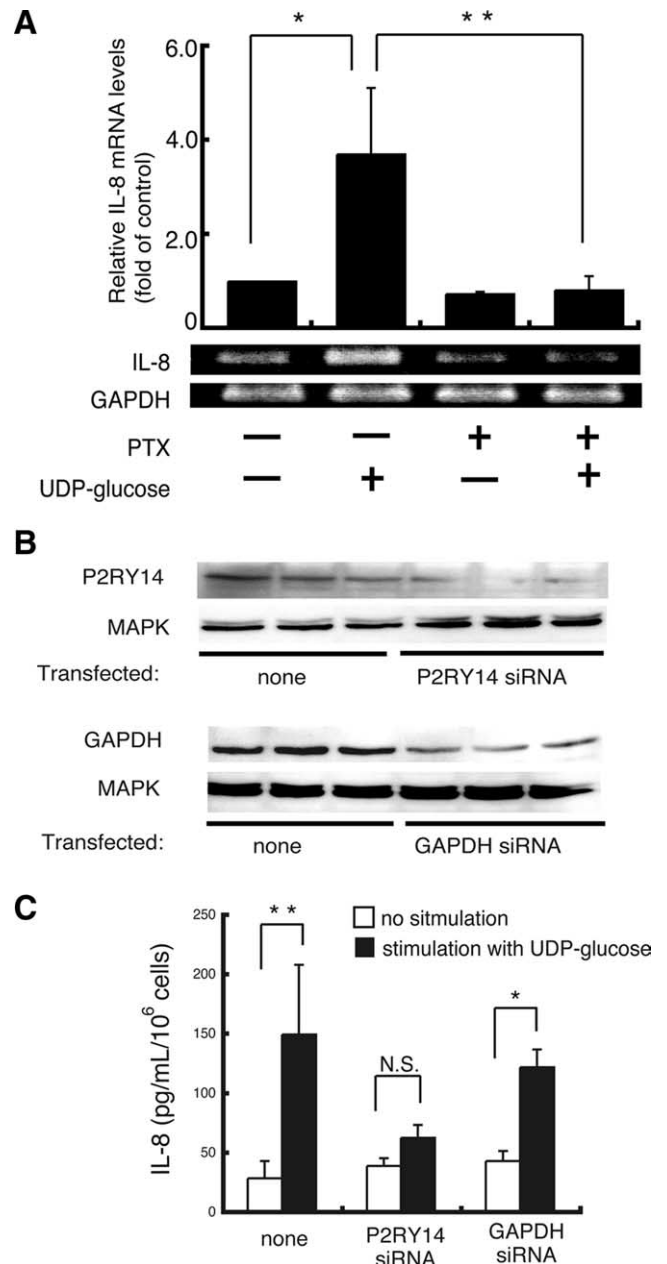 A
*
* *
6.0
4.0
2.0
0
Relative IL-8 mRNA levels
(fold of control)
IL-8
GAPDH
PTX — — + +
UDP-glucose — + — +
B
P2RY14
MAPK
Transfected: none P2RY14 siRNA
GAPDH
MAPK
Transfected: none GAPDH siRNA
C
250
200
150
100
50
0
IL-8 (pg/mL/10⁶ cells)
no sitmulation
stimulation with UDP-glucose
* *
N.S.
*
none
P2RY14
siRNA
GAPDH
siRNA